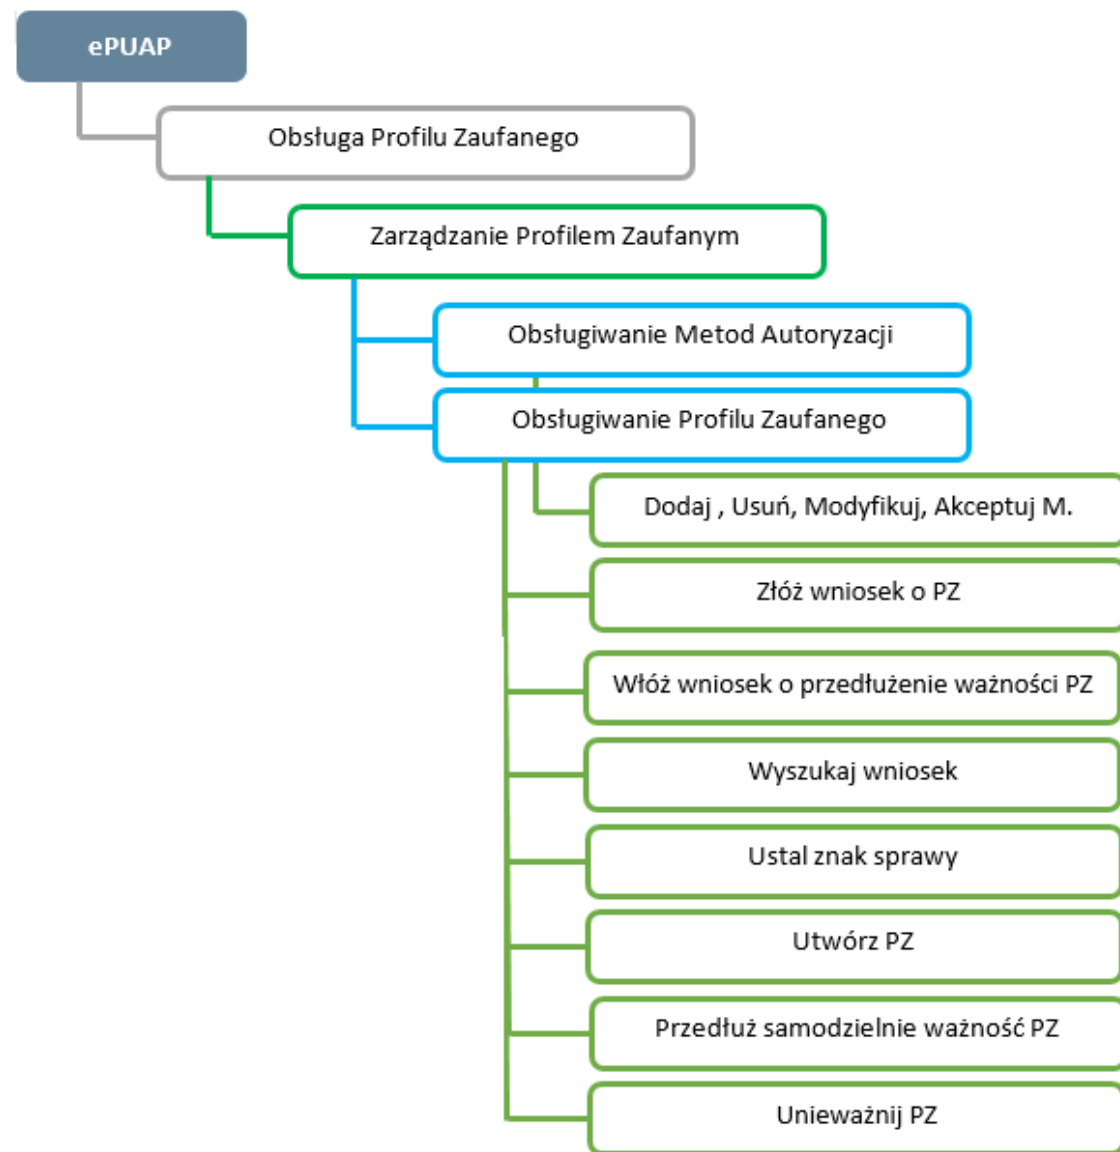 ePUAP
Obsługa Profilu Zaufanego
Zarządzanie Profilem Zaufanym
Obsługiwanie Metod Autoryzacji
Obsługiwanie Profilu Zaufanego
Dodaj , Usuń, Modyfikuj, Akceptuj M.
Złóż wniosek o PZ
Włóż wniosek o przedłużenie ważności PZ
Wyszukaj wniosek
Ustal znak sprawy
Utwórz PZ
Przedłuż samodzielnie ważność PZ
Unieważnij PZ